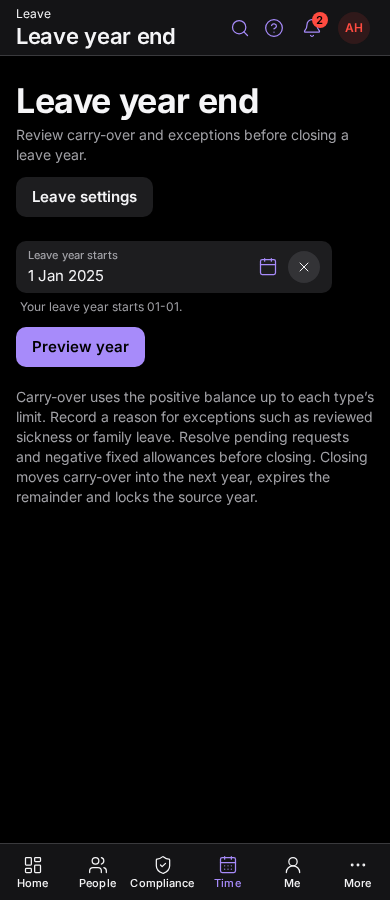 Leave
Leave year end
2
AH
Leave year end
Review carry-over and exceptions before closing a
leave year.
Leave settings
Leave year starts
1 Jan 2025
Your leave year starts 01-01.
Preview year
Carry-over uses the positive balance up to each type's
limit. Record a reason for exceptions such as reviewed
sickness or family leave. Resolve pending requests
and negative fixed allowances before closing. Closing
moves carry-over into the next year, expires the
remainder and locks the source year.
Home
People
Compliance
Time
Me
More